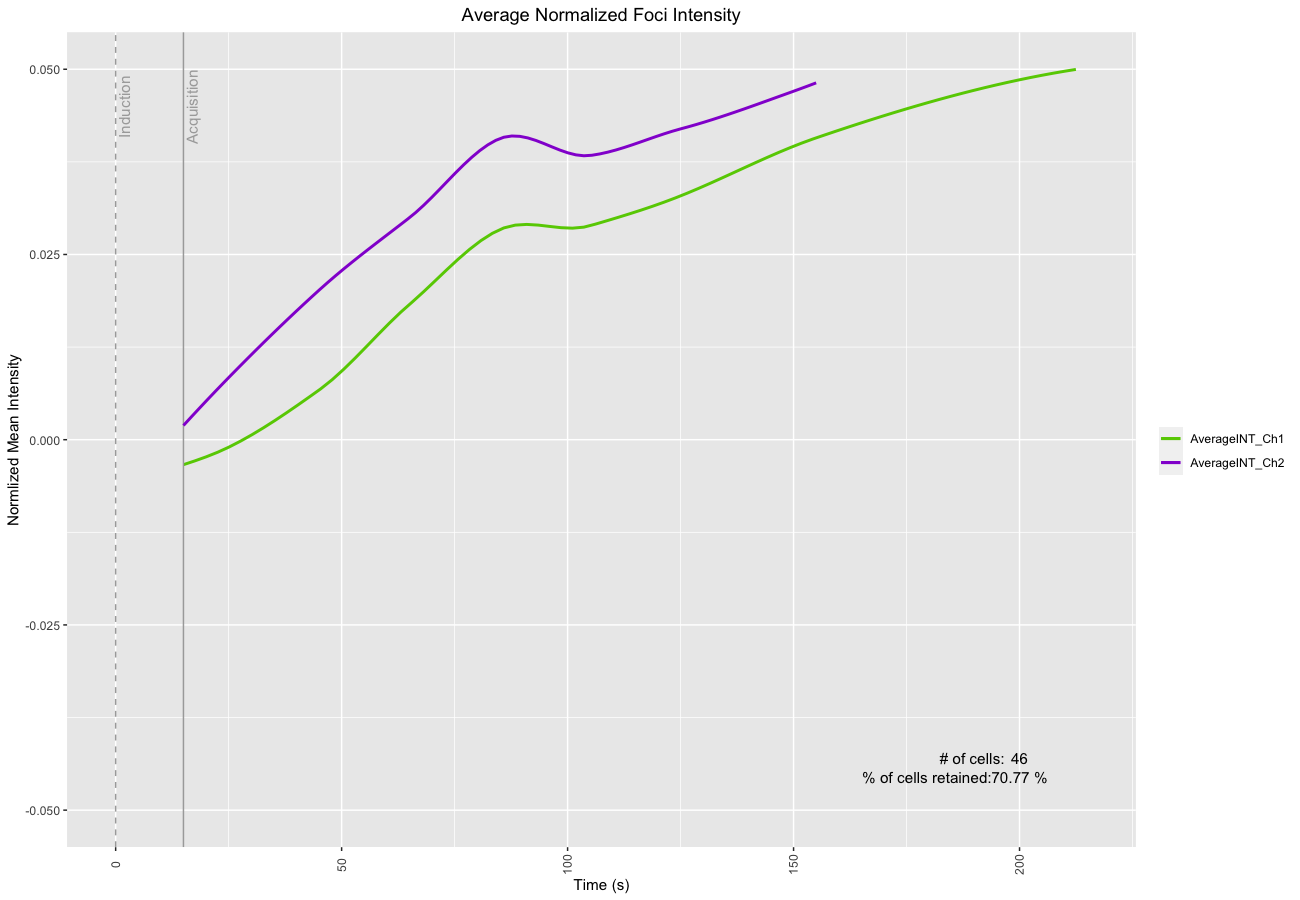 Average Normalized Foci Intensity
Normlized Mean Intensity
0.050
0.025
0.000
-0.025
-0.050
Induction
Acquisition
# of cells: 46
% of cells retained:70.77 %
0
50
100
150
200
Time (s)
AverageINT_Ch1
AverageINT_Ch2